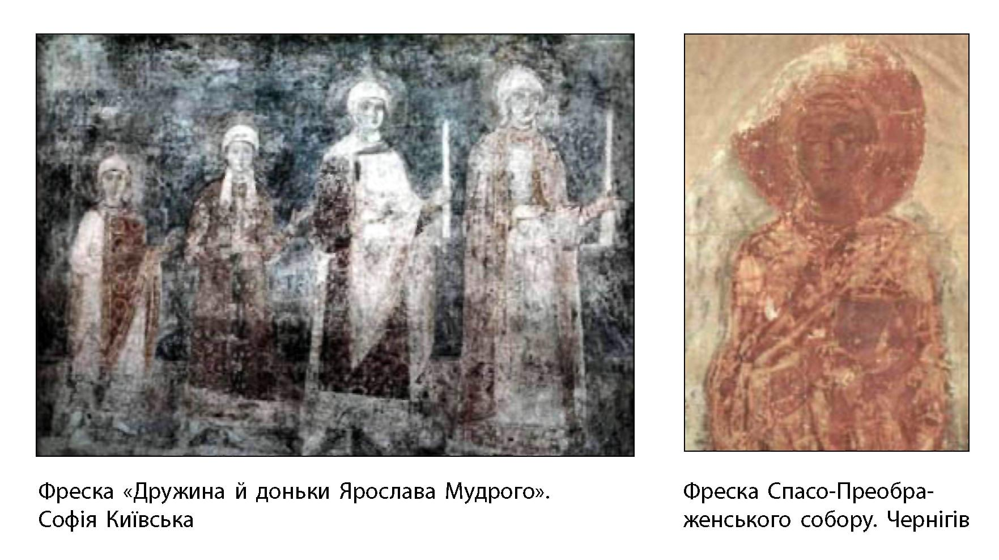 Фреска «Дружина й доньки Ярослава Мудрого».
Софія Київська
Фреска Спасо-Преобра-
женського собору. Чернігів